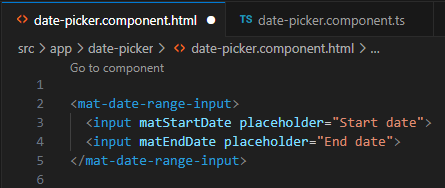 <> date-picker.component.html ● TS date-picker.component.ts
src > app > date-picker > <> date-picker.component.html > ...
Go to component
1
2 <mat-date-range-input>
3 <input matStartDate placeholder="Start date">
4 <input matEndDate placeholder="End date">
5 </mat-date-range-input>
6